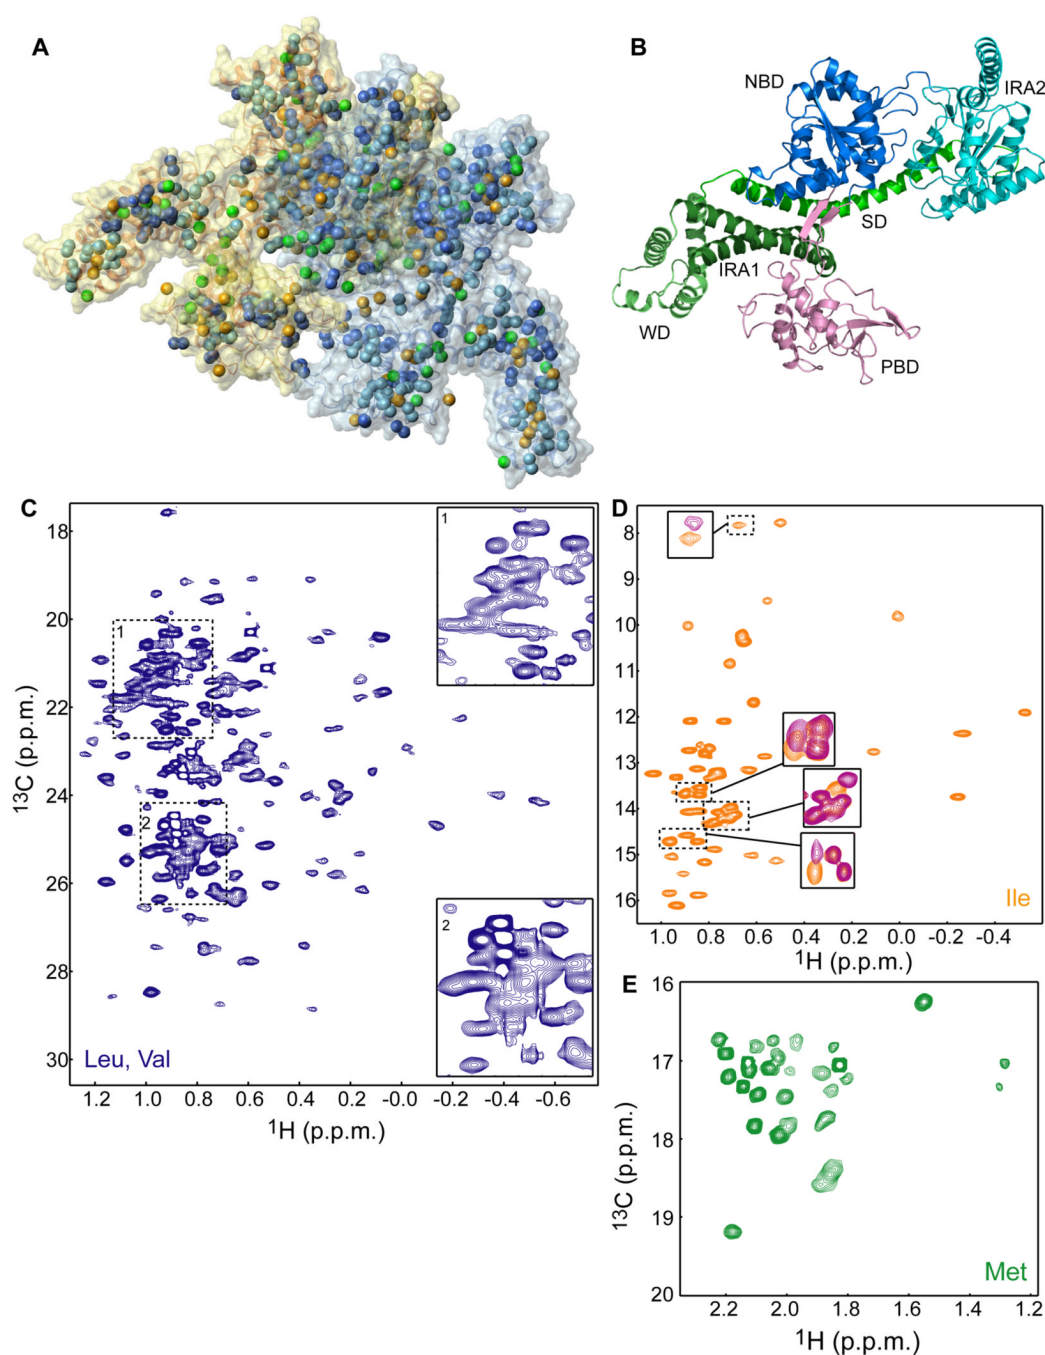 A
B
NBD
IRA2
SD
IRA1
WD
PBD
C
18
20
22
24
26
28
30
13C (p.p.m.)
1
2
1
2
Leu, Val
1.2 1.0 0.8 0.6 0.4 0.2 -0.0 -0.2 -0.4 -0.6
1H (p.p.m.)
D
8
9
10
11
12
13
14
15
16
Ile
1.0 0.8 0.6 0.4 0.2 0.0 -0.2 -0.4
1H (p.p.m.)
E
16
17
18
19
20
13C (p.p.m.)
Met
2.2 2.0 1.8 1.6 1.4 1.2
1H (p.p.m.)